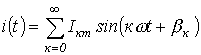 i(t) = ∑_{κ=0}^{∞} I_{κm} sin(κωt + β_κ)